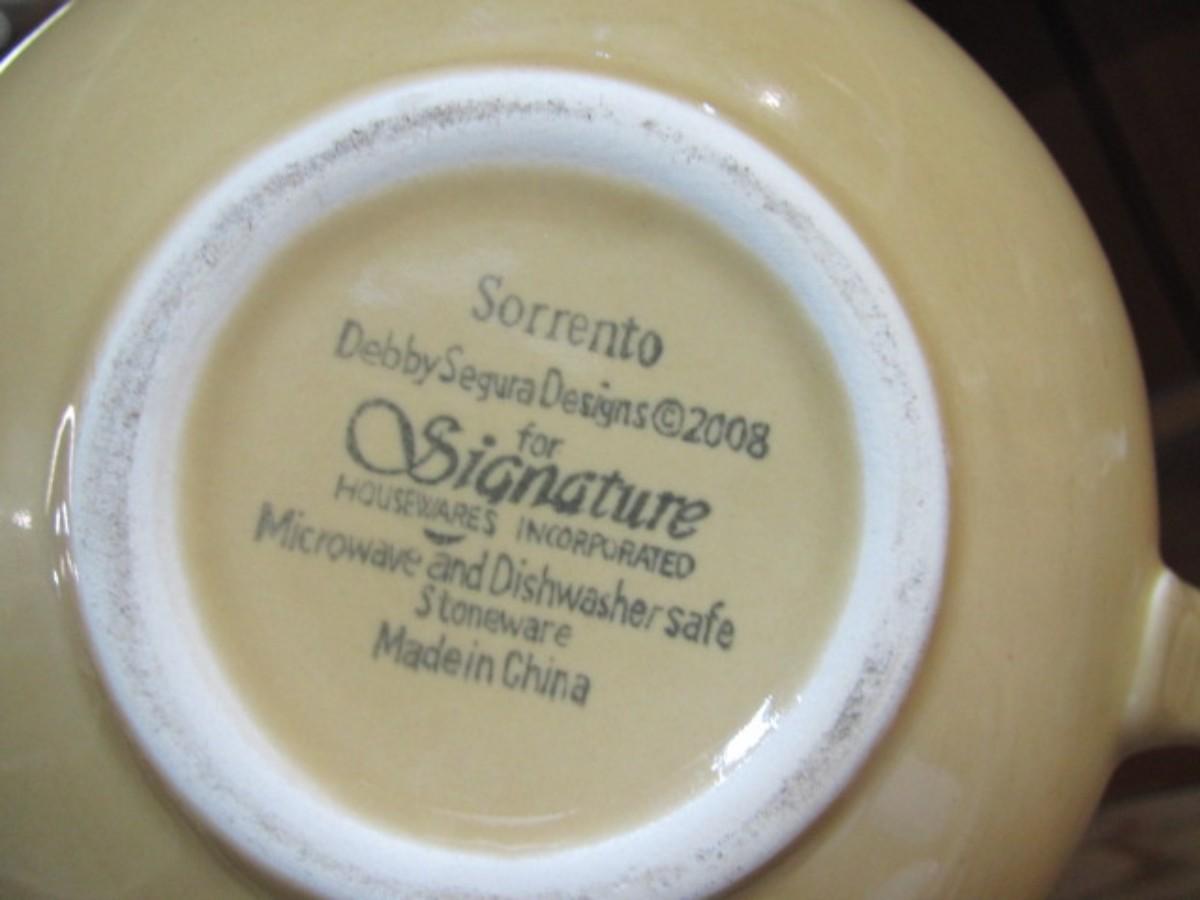 Sorrento
Debby Segura Designs©2008
for
Signature
HOUSEWARES INCORPORATED
Microwave and Dishwasher safe
Stoneware
Made in China